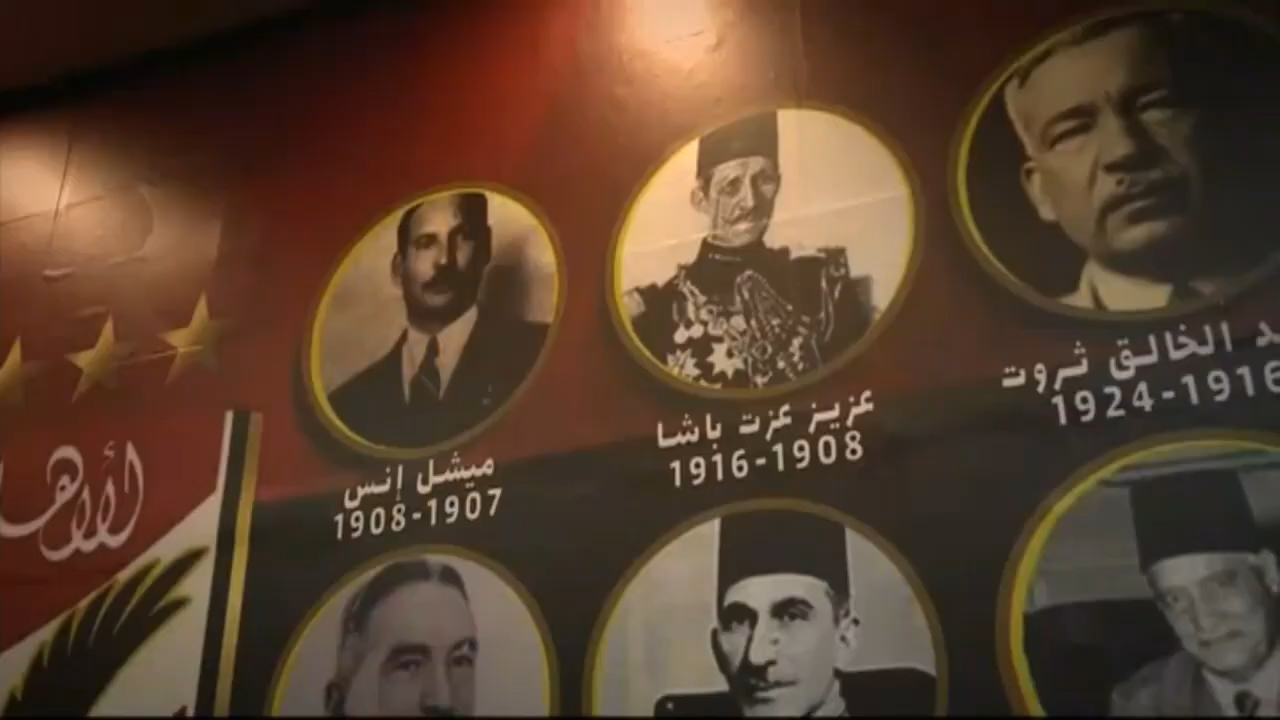 ميشل إنس
1908-1907
عزيز عزت باشا
1916-1908
الخالق ثروت
1924-1916